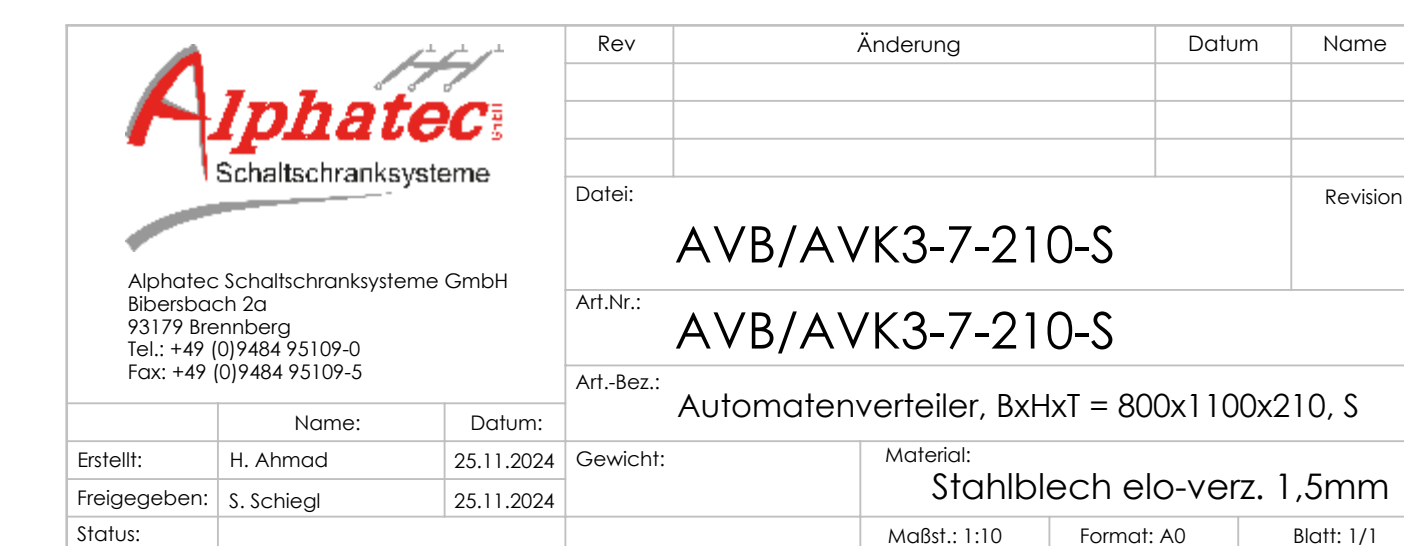 Alphatec GmbH
Schaltschranksysteme
Alphatec Schaltschranksysteme GmbH
Bibersbach 2a
93179 Brennberg
Tel.: +49 (0)9484 95109-0
Fax: +49 (0)9484 95109-5
Name: Datum:
Erstellt: H. Ahmad 25.11.2024
Freigegeben: S. Schiegl 25.11.2024
Status:
Rev Änderung Datum Name
Datei: Revision
AVB/AVK3-7-210-S
Art.Nr.:
AVB/AVK3-7-210-S
Art.-Bez.:
Automatenverteiler, BxHxT = 800x1100x210, S
Gewicht: Material:
Stahlblech elo-verz. 1,5mm
Maßst.: 1:10 Format: A0 Blatt: 1/1